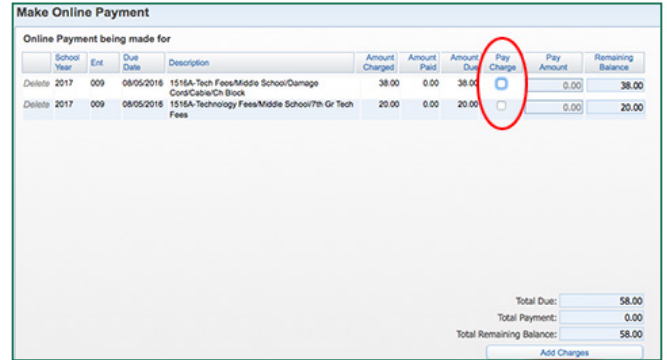 Make Online Payment
Online Payment being made for
School Year Ent Due Date Description Amount Charged Amount Paid Amount Due Pay Charge Pay Amount Remaining Balance
Delete 2017 009 08/05/2016 1516A-Tech Fees/Middle School/Damage 38.00 0.00 38.00 0.00 38.00
Cord/Cable/Ch Block
Delete 2017 009 08/05/2016 1516A-Technology Fees/Middle School/7th Gr Tech 20.00 0.00 20.00 0.00 20.00
Fees
Total Due: 58.00
Total Payment: 0.00
Total Remaining Balance: 58.00
Add Charges